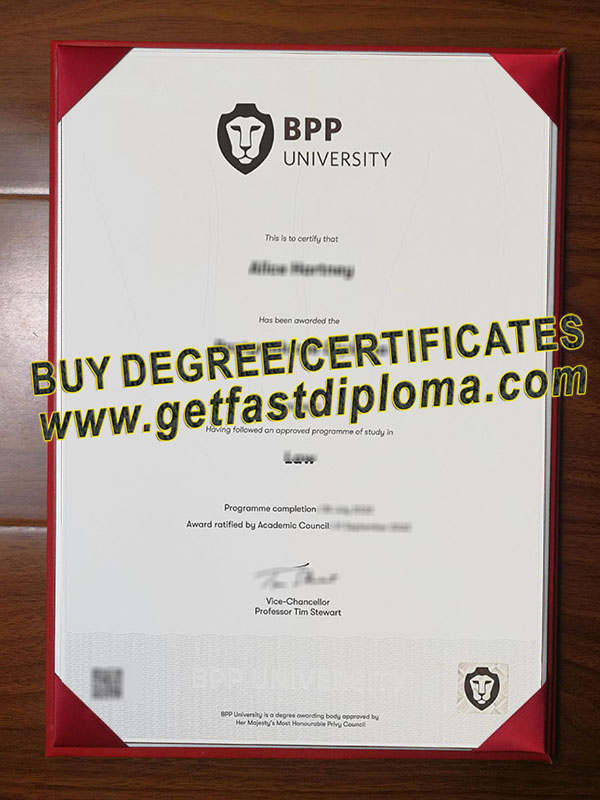 BPP
UNIVERSITY
This is to certify that
Alice Hartney
Has been awarded the
BUY DEGREE/CERTIFICATES
www.getfastdiploma.com
Having followed an approved programme of study in
Law
Programme completion
Award ratified by Academic Council
Vice-Chancellor
Professor Tim Stewart
BPP UNIVERSITY
BPP University is a degree awarding body approved by
Her Majesty's Most Honourable Privy Council